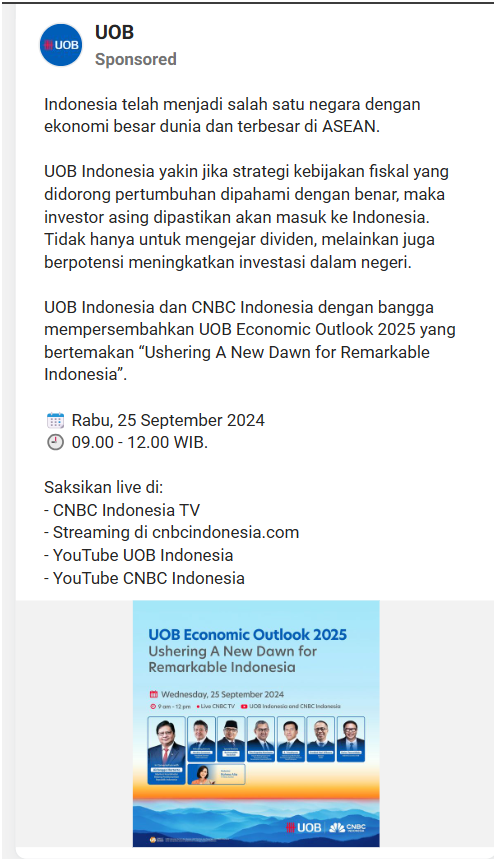 UOB
UOB
Sponsored
Indonesia telah menjadi salah satu negara dengan
ekonomi besar dunia dan terbesar di ASEAN.
UOB Indonesia yakin jika strategi kebijakan fiskal yang
didorong pertumbuhan dipahami dengan benar, maka
investor asing dipastikan akan masuk ke Indonesia.
Tidak hanya untuk mengejar dividen, melainkan juga
berpotensi meningkatkan investasi dalam negeri.
UOB Indonesia dan CNBC Indonesia dengan bangga
mempersembahkan UOB Economic Outlook 2025 yang
bertemakan “Ushering A New Dawn for Remarkable
Indonesia”.
Rabu, 25 September 2024
09.00 - 12.00 WIB.
Saksikan live di:
- CNBC Indonesia TV
- Streaming di cnbcindonesia.com
- YouTube UOB Indonesia
- YouTube CNBC Indonesia
UOB Economic Outlook 2025
Ushering A New Dawn for
Remarkable Indonesia
Wednesday, 25 September 2024
9 am - 12 pm • Live CNBC TV UOB Indonesia and CNBC Indonesia
UOB CNBC